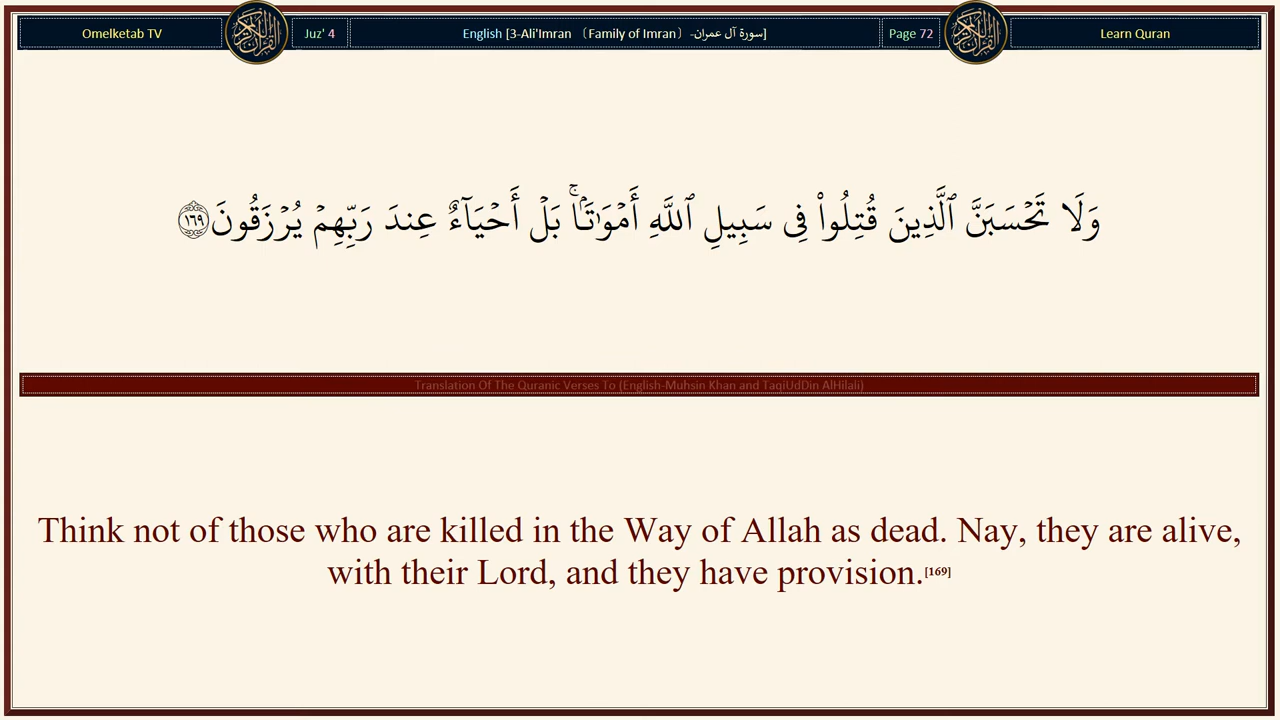 Omelketab TV
Juz' 4
English [3-Ali'Imran 〔Family of Imran〕-سورة آل عمران]
Page 72
Learn Quran
وَلَا تَحۡسَبَنَّ ٱلَّذِينَ قُتِلُواْ فِي سَبِيلِ ٱللَّهِ أَمۡوَٰتَۢاۚ بَلۡ أَحۡيَآءٌ عِندَ رَبِّهِمۡ يُرۡزَقُونَ ١٦٩
Translation Of The Quranic Verses To (English-Muhsin Khan and TaqiUdDin AlHilali)
Think not of those who are killed in the Way of Allah as dead. Nay, they are alive,
with their Lord, and they have provision.[169]